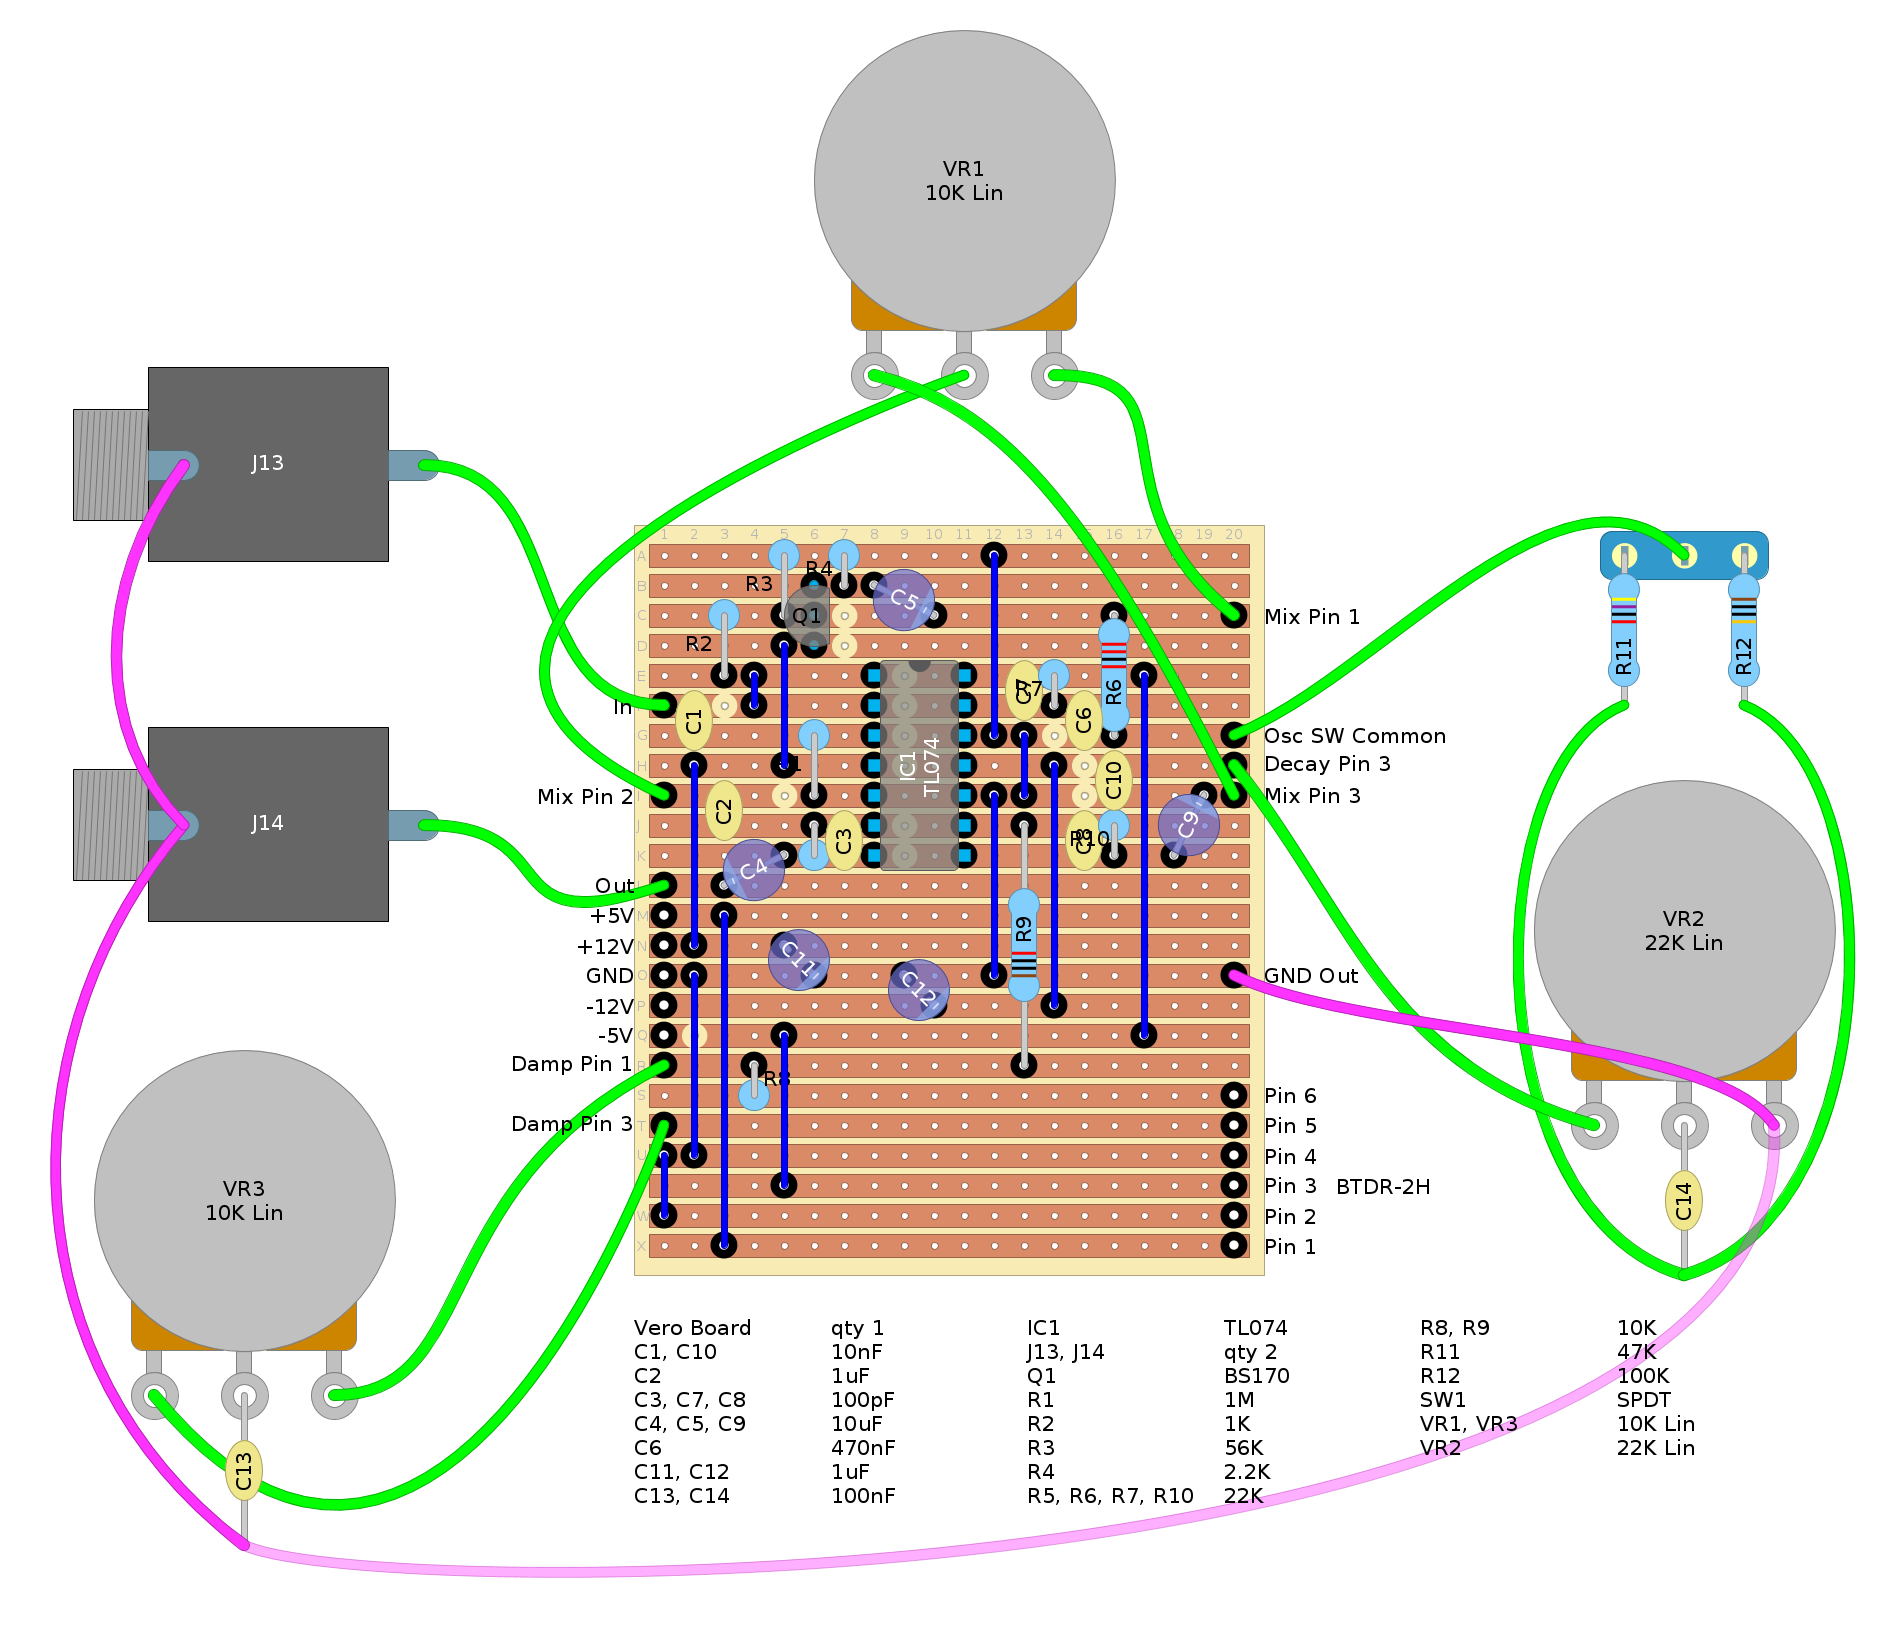 VR1
10K Lin
J13
1 2 3 4 5 6 7 8 9 10 11 12 13 14 16 17 18 19 20
A
R3
R4
B
C5
C
Q1
Mix Pin 1
D
R2
E
R7
R6
R11
R12
In
C1
C6
G
Osc SW Common
H
IC1
TL074
C10
Decay Pin 3
Mix Pin 2
C2
Mix Pin 3
J14
J
C3
R10
C9
K
C4
Out
+5V
M
R9
VR2
22K Lin
+12V
N
C11
GND
O
C12
GND Out
-12V
P
-5V
Q
Damp Pin 1
R
R8
S
Pin 6
Damp Pin 3
T
Pin 5
U
Pin 4
Pin 3
BTDR-2H
VR3
10K Lin
C14
W
Pin 2
X
Pin 1
C13
Vero Board qty 1 IC1 TL074 R8, R9 10K
C1, C10 10nF J13, J14 qty 2 R11 47K
C2 1uF Q1 BS170 R12 100K
C3, C7, C8 100pF R1 1M SW1 SPDT
C4, C5, C9 10uF R2 1K VR1, VR3 10K Lin
C6 470nF R3 56K VR2 22K Lin
C11, C12 1uF R4 2.2K
C13, C14 100nF R5, R6, R7, R10 22K